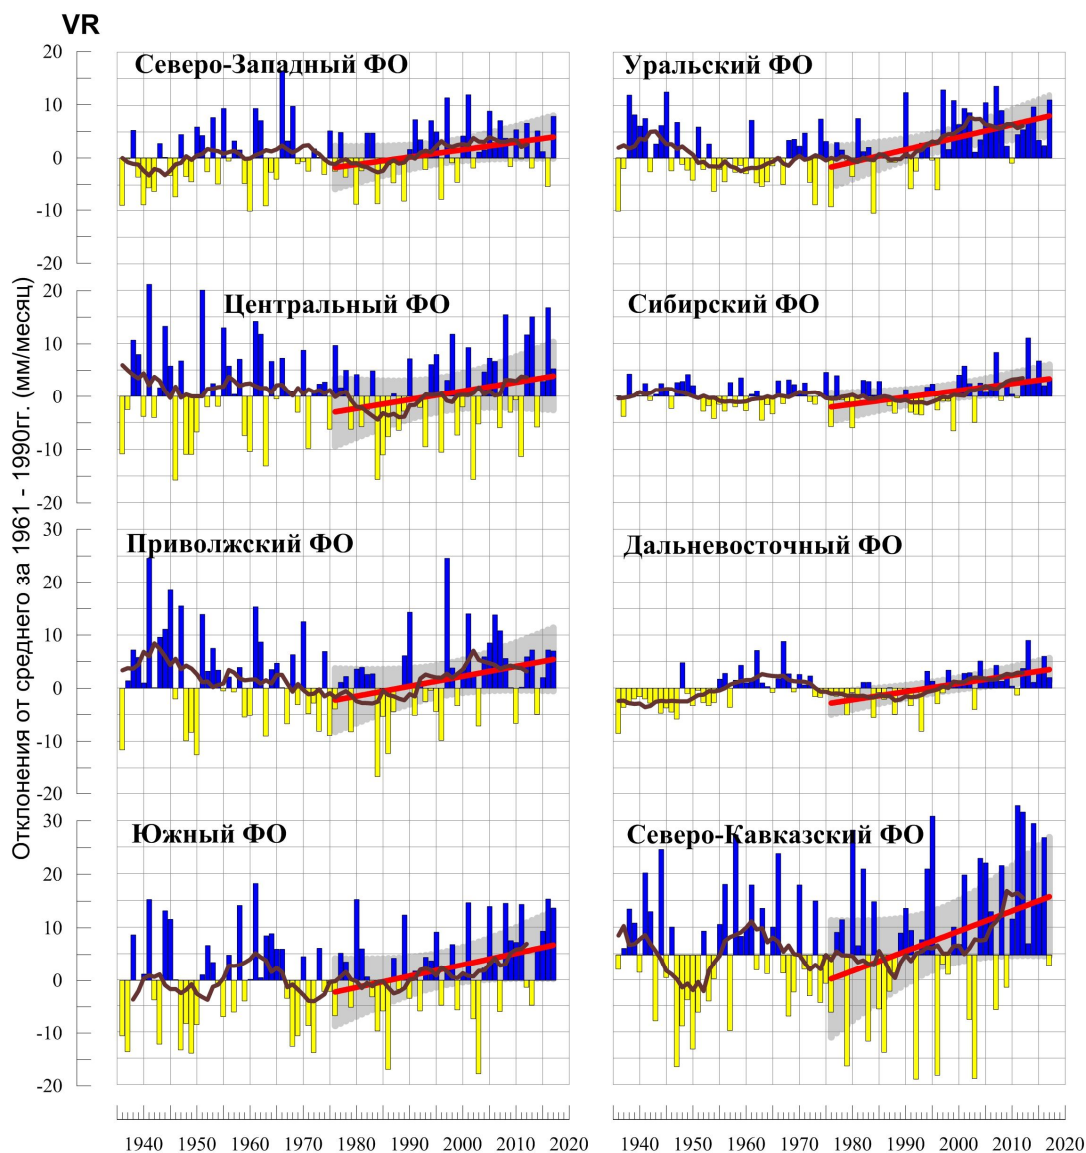 VR
Отклонения от среднего за 1961 - 1990гг. (мм/месяц)
20
10
0
-10
-20
Северо-Западный ФО
Уральский ФО
20
10
0
-10
-20
Центральный ФО
Сибирский ФО
30
20
10
0
-10
-20
Приволжский ФО
Дальневосточный ФО
30
20
10
0
-10
-20
Южный ФО
Северо-Кавказский ФО
1940 1950 1960 1970 1980 1990 2000 2010 2020
1940 1950 1960 1970 1980 1990 2000 2010 2020